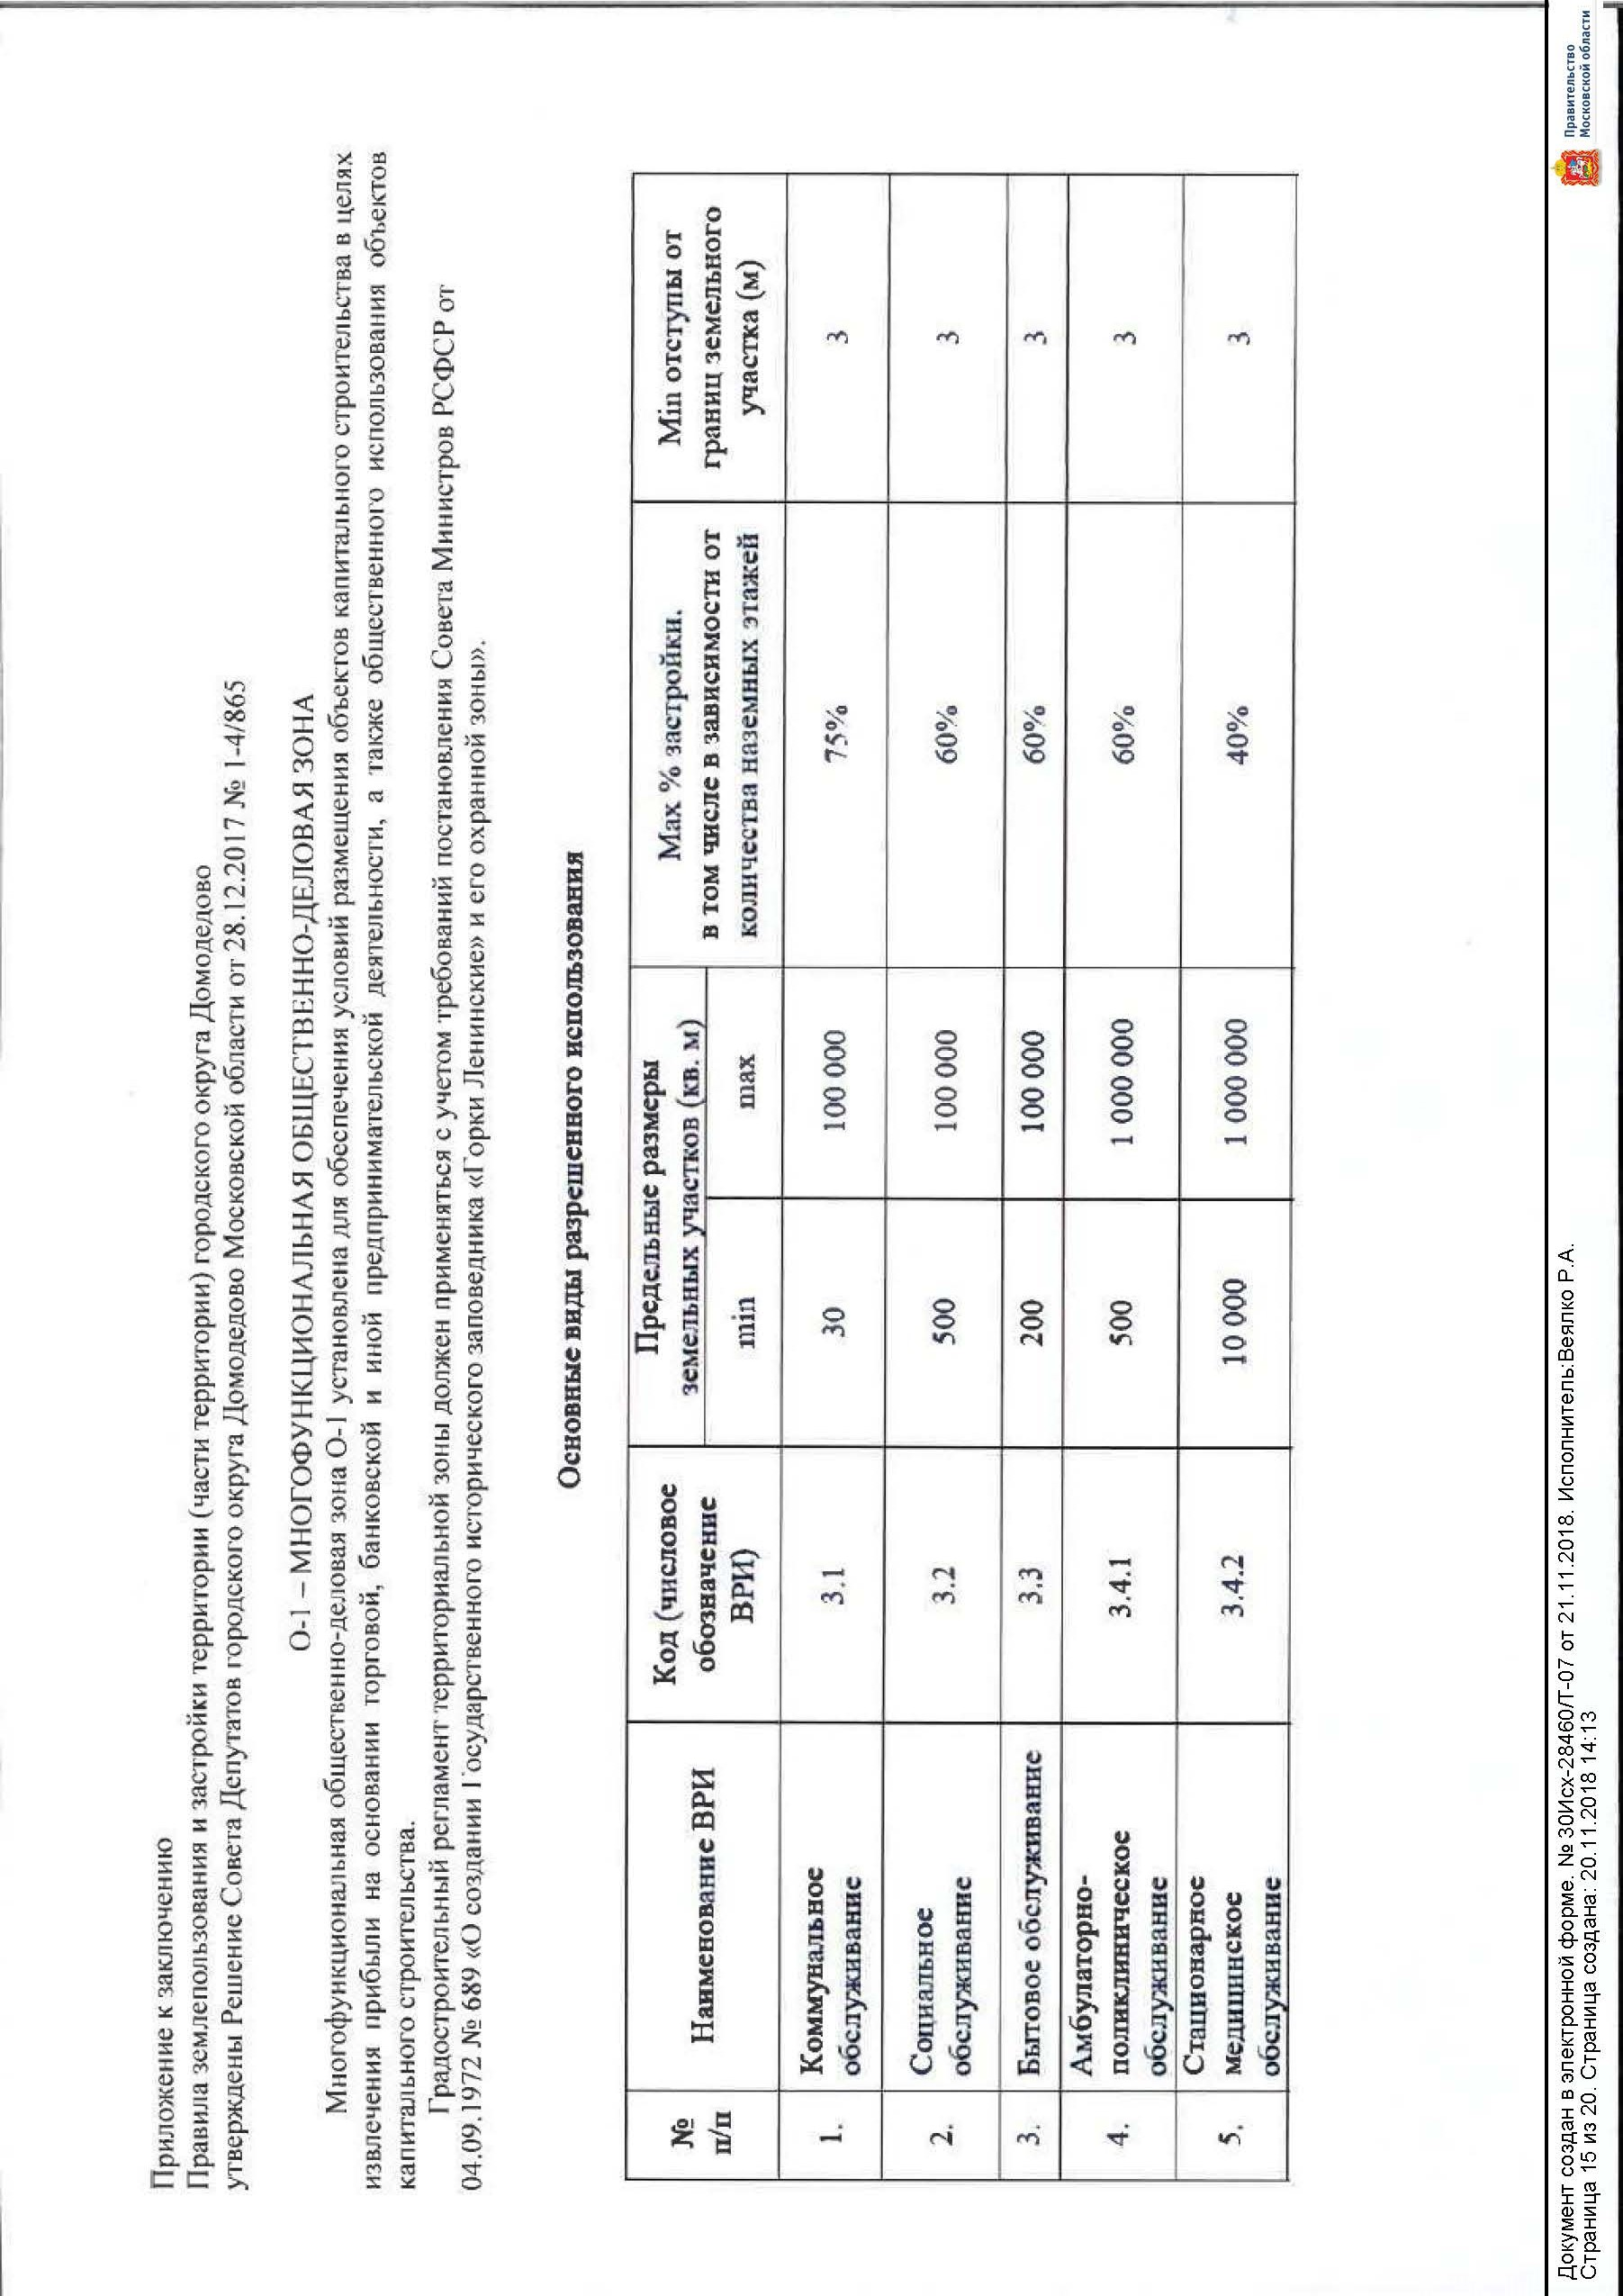 Приложение к заключению
Правила землепользования и застройки территории (части территории) городского округа Домодедово
утверждены Решение Совета Депутатов городского округа Домодедово Московской области от 28.12.2017 № 1-4/865
О-1 – МНОГОФУНКЦИОНАЛЬНАЯ ОБЩЕСТВЕННО-ДЕЛОВАЯ ЗОНА
Многофункциональная общественно-деловая зона О-1 установлена для обеспечения условий размещения объектов капитального строительства в целях
извлечения прибыли на основании торговой, банковской и иной предпринимательской деятельности, а также общественного использования объектов
капитального строительства.
Градостроительный регламент территориальной зоны должен применяться с учетом требований постановления Совета Министров РСФСР от
04.09.1972 № 689 «О создании Государственного исторического заповедника «Горки Ленинские» и его охранной зоны».
Основные виды разрешенного использования
№ п/п Наименование ВРИ Код (числовое обозначение ВРИ) Предельные размеры земельных участков (кв. м) Max % застройки. в том числе в зависимости от количества наземных этажей Min отступы от границ земельного участка (м)
min max
1. Коммунальное обслуживание 3.1 30 100 000 75% 3
2. Социальное обслуживание 3.2 500 100 000 60% 3
3. Бытовое обслуживание 3.3 200 100 000 60% 3
4. Амбулаторно-поликлиническое обслуживание 3.4.1 500 1 000 000 60% 3
5. Стационарное медицинское обслуживание 3.4.2 10 000 1 000 000 40% 3
Документ создан в электронной форме. № 30Исх-28460/Т-07 от 21.11.2018. Исполнитель:Веялко Р.А.
Страница 15 из 20. Страница создана: 20.11.2018 14:13
Правительство
Московской области